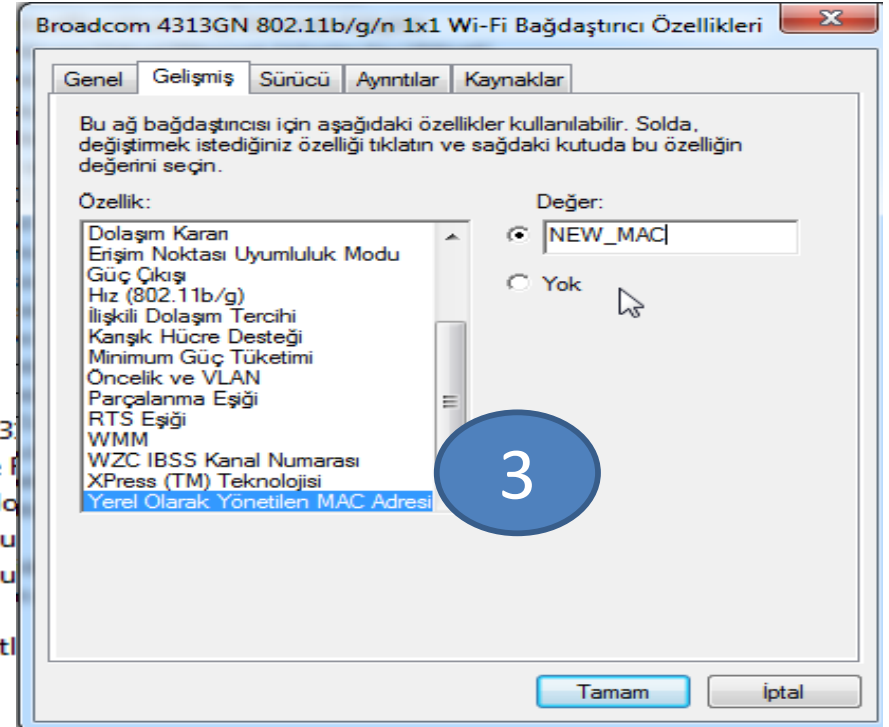 Broadcom 4313GN 802.11b/g/n 1x1 Wi-Fi Bağdaştırıcı Özellikleri
Genel Gelişmiş Sürücü Ayrıntılar Kaynaklar
Bu ağ bağdaştırıcısı için aşağıdaki özellikler kullanılabilir. Solda,
değiştirmek istediğiniz özelliği tıklatın ve sağdaki kutuda bu özelliğin
değerini seçin.
Özellik:
Değer:
Dolaşım Kararı
Erişim Noktası Uyumluluk Modu
Güç Çıkışı
Hız (802.11b/g)
İlişkili Dolaşım Tercihi
Karışık Hücre Desteği
Minimum Güç Tüketimi
Öncelik ve VLAN
Parçalanma Eşiği
RTS Eşiği
WMM
WZC IBSS Kanal Numarası
XPress (TM) Teknolojisi
Yerel Olarak Yönetilen MAC Adresi
NEW_MAC
Yok
3
Tamam
İptal